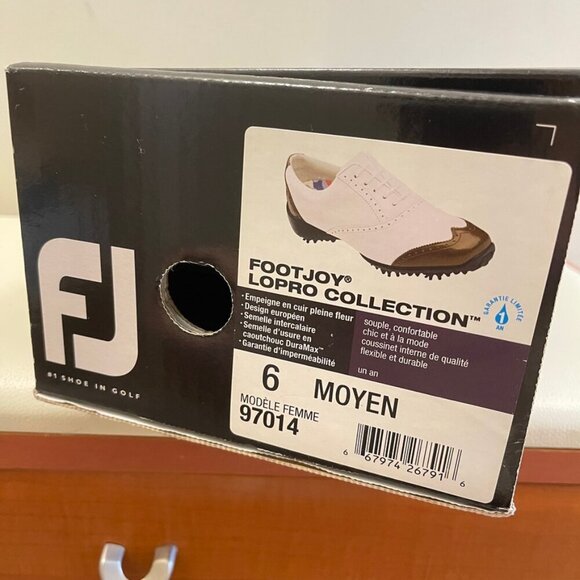 FJ
#1 SHOE IN GOLF
FOOTJOY®
LOPRO COLLECTION™
• Empeigne en cuir pleine fleur
• Design européen
• Semelle intercalaire
• Semelle d'usure en
caoutchouc DuraMax™
• Garantie d'imperméabilité
souple, confortable
chic et à la mode
coussinet interne de qualité
flexible et durable
un an
GARANTIE LIMITÉE
1
AN
6 MOYEN
MODÈLE FEMME
97014
6 67974 26791 6